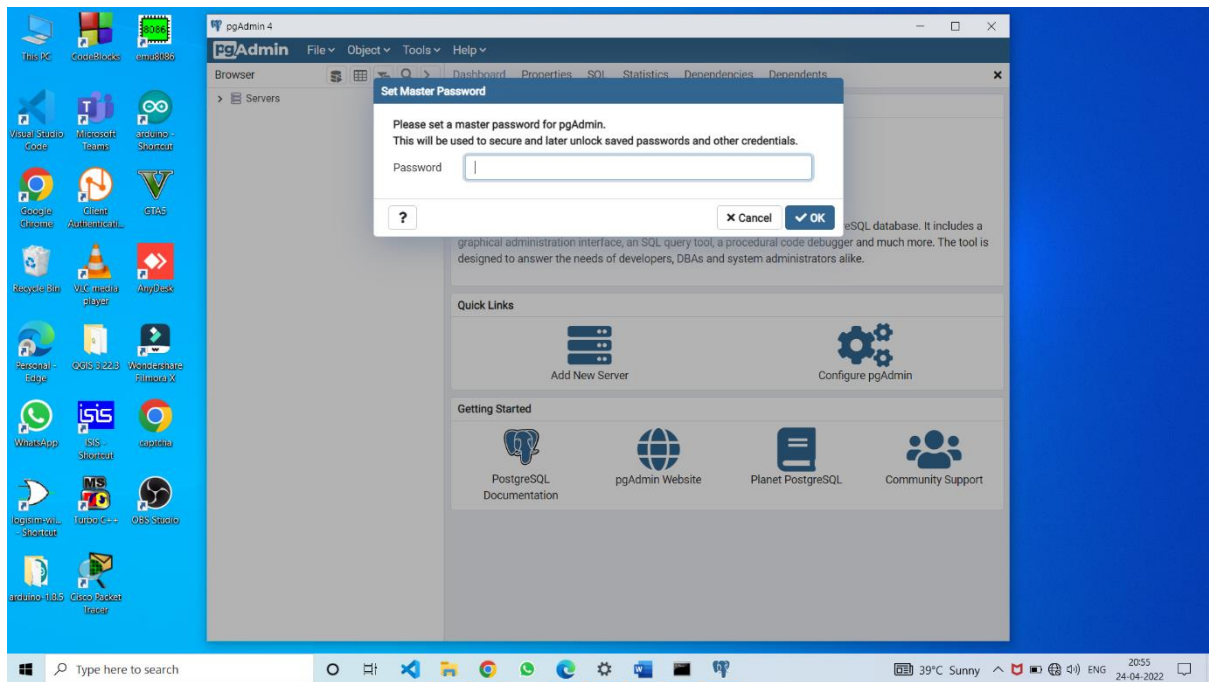 This PC
CodeBlocks
8086
emu8086
Visual Studio
Code
T
Microsoft
Teams
arduino -
Shortcut
Google
Chrome
Client
Authenticati...
V
GTA5
Recycle Bin
VLC media
player
AnyDesk
Personal -
Edge
QGIS 3.22.3
Wondershare
Filmora X
WhatsApp
isis
ISIS -
Shortcut
capriena
logisim-wi...
- Shortcut
MS
Turbo C++
OBS Studio
arduino-1.8.5
Cisco Packet
Tracer
pgAdmin 4
pgAdmin File Object Tools Help
Browser
Servers
Dashboard Properties SQL Statistics Dependencies Dependents
Set Master Password
Please set a master password for pgAdmin.
This will be used to secure and later unlock saved passwords and other credentials.
Password
?
Cancel
OK
eSQL database. It includes a
graphical administration interface, an SQL query tool, a procedural code debugger and much more. The tool is
designed to answer the needs of developers, DBAs and system administrators alike.
Quick Links
Add New Server
Configure pgAdmin
Getting Started
PostgreSQL
Documentation
pgAdmin Website
Planet PostgreSQL
Community Support
Type here to search
39°C Sunny
ENG
20:55
24-04-2022